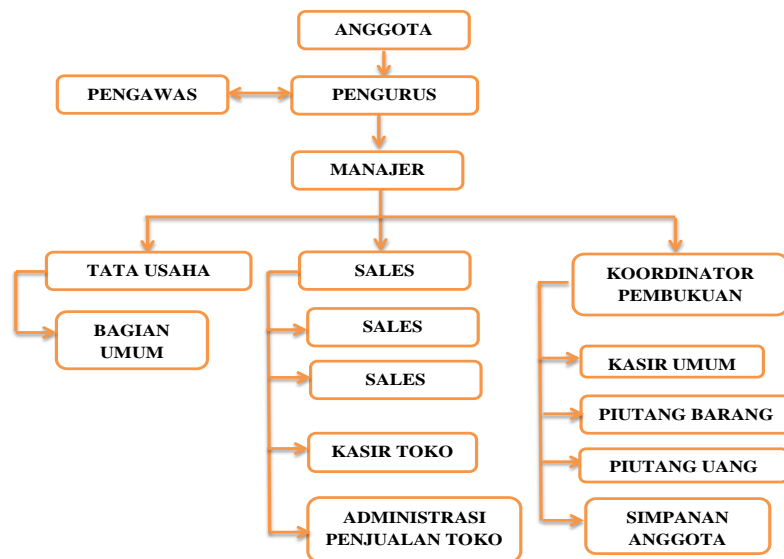 ANGGOTA
PENGAWAS
PENGURUS
MANAJER
TATA USAHA
BAGIAN
UMUM
SALES
SALES
SALES
KASIR TOKO
ADMINISTRASI
PENJUALAN TOKO
KOORDINATOR
PEMBUKUAN
KASIR UMUM
PIUTANG BARANG
PIUTANG UANG
SIMPANAN
ANGGOTA